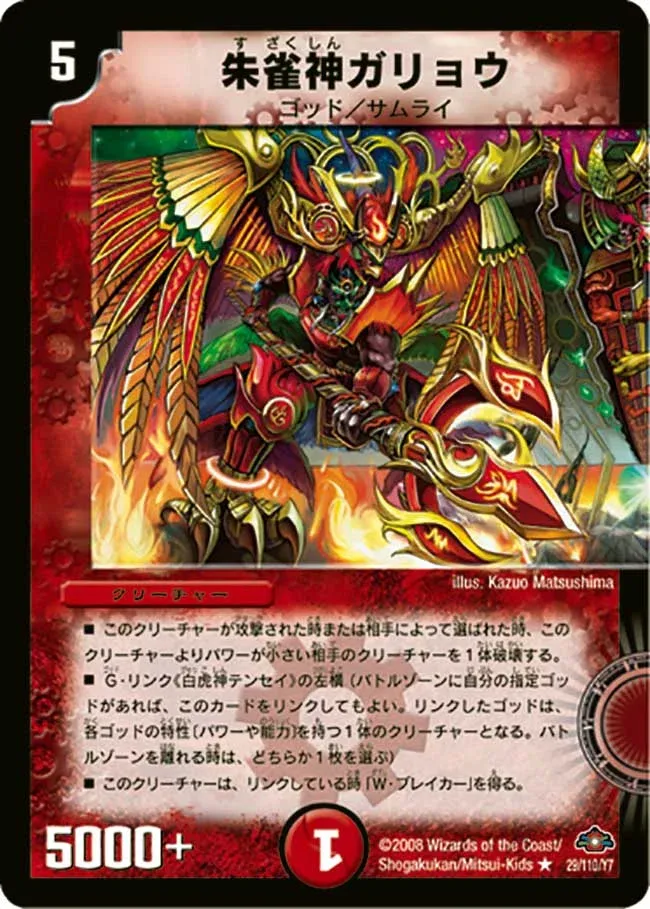 5
す ざくしん
朱雀神ガリョウ
ゴッド／サムライ
illus. Kazuo Matsushima
クリーチャー
■ このクリーチャーが攻撃された時または相手によって選ばれた時、この
クリーチャーよりパワーが小さい相手のクリーチャーを1体破壊する。
■ G・リンク《白虎神テンセイ》の左横（バトルゾーンに自分の指定ゴッ
ドがあれば、このカードをリンクしてもよい。リンクしたゴッドは、
各ゴッドの特性（パワーや能力）を持つ1体のクリーチャーとなる。バト
ルゾーンを離れる時は、どちらか1枚を選ぶ）
■ このクリーチャーは、リンクしている時「W・ブレイカー」を得る。
5000+
1
©2008 Wizards of the Coast/
Shogakukan/Mitsui-Kids ★
29/110/Y7